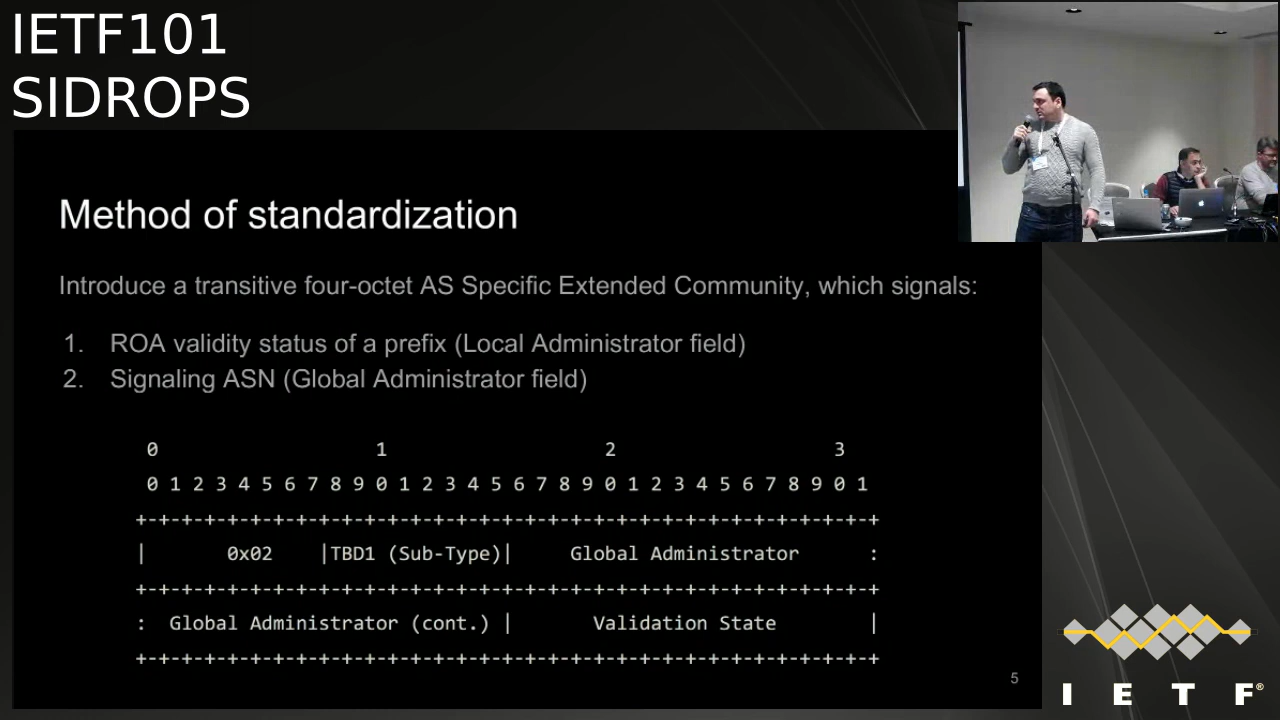 IETF101
SIDROPS
Method of standardization
Introduce a transitive four-octet AS Specific Extended Community, which signals:
1. ROA validity status of a prefix (Local Administrator field)
2. Signaling ASN (Global Administrator field)
0 1 2 3
0 1 2 3 4 5 6 7 8 9 0 1 2 3 4 5 6 7 8 9 0 1 2 3 4 5 6 7 8 9 0 1
+-+-+-+-+-+-+-+-+-+-+-+-+-+-+-+-+-+-+-+-+-+-+-+-+-+-+-+-+-+-+-+-+
| 0x02 |TBD1 (Sub-Type)| Global Administrator :
+-+-+-+-+-+-+-+-+-+-+-+-+-+-+-+-+-+-+-+-+-+-+-+-+-+-+-+-+-+-+-+-+
: Global Administrator (cont.) | Validation State |
+-+-+-+-+-+-+-+-+-+-+-+-+-+-+-+-+-+-+-+-+-+-+-+-+-+-+-+-+-+-+-+-+
5
I E T F®